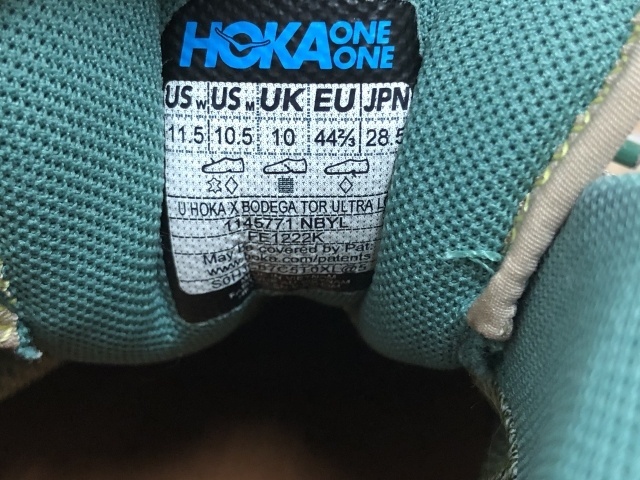 HOKA ONE ONE
US W US M UK EU JPN
11.5 10.5 10 44⅔ 28.5
U HOKA X BODEGA TOR ULTRA
1145771 NBYL
FE1222K
May be covered by Pat.
www.hoka.com/patents